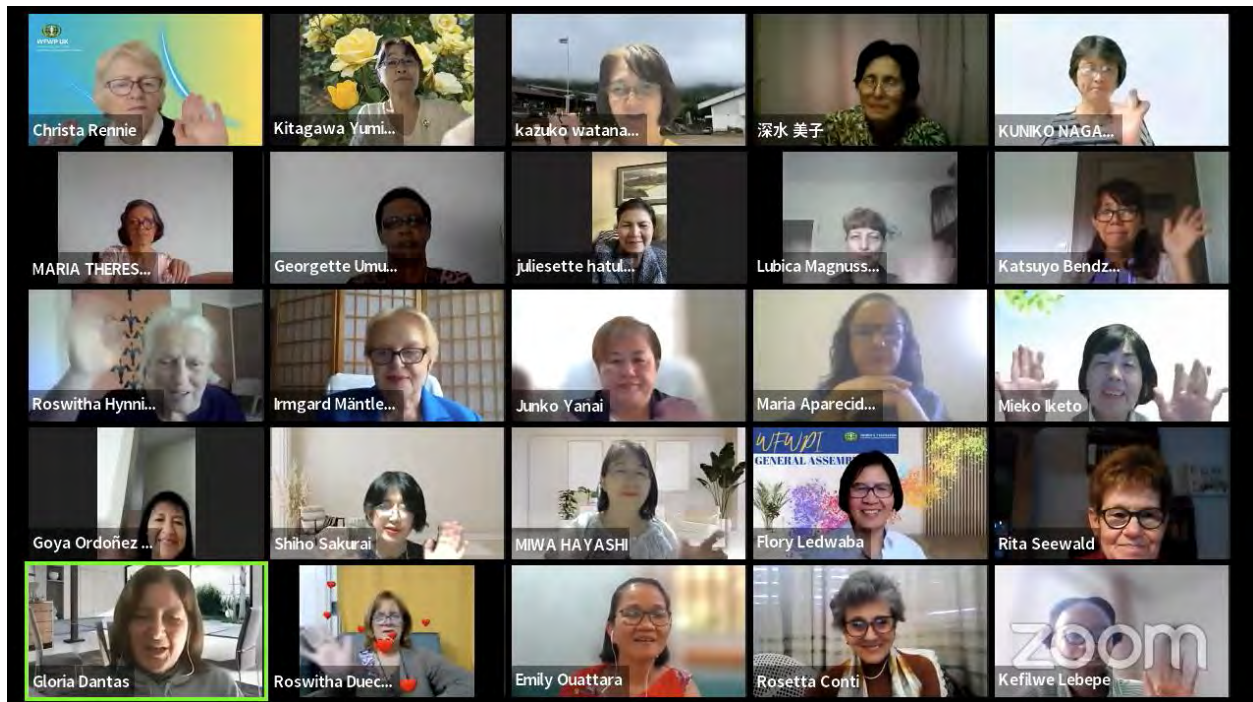 WFWP UK
Christa Rennie
Kitagawa Yumi...
kazuko watana...
深水 美子
KUNIKO NAGA...
MARIA THERES...
Georgette Umu...
juliesette hatul...
Lubica Magnuss...
Katsuyo Bendz...
Roswitha Hynni...
Irmgard Mäntle...
Junko Yanai
Maria Aparecid...
Mieko Iketo
Goya Ordoñez ...
Shiho Sakurai
MIWA HAYASHI
WFWPI
GENERAL ASSEMB
Flory Ledwaba
Rita Seewald
Gloria Dantas
Roswitha Duec...
Emily Ouattara
Rosetta Conti
zoom
Kefilwe Lebepe